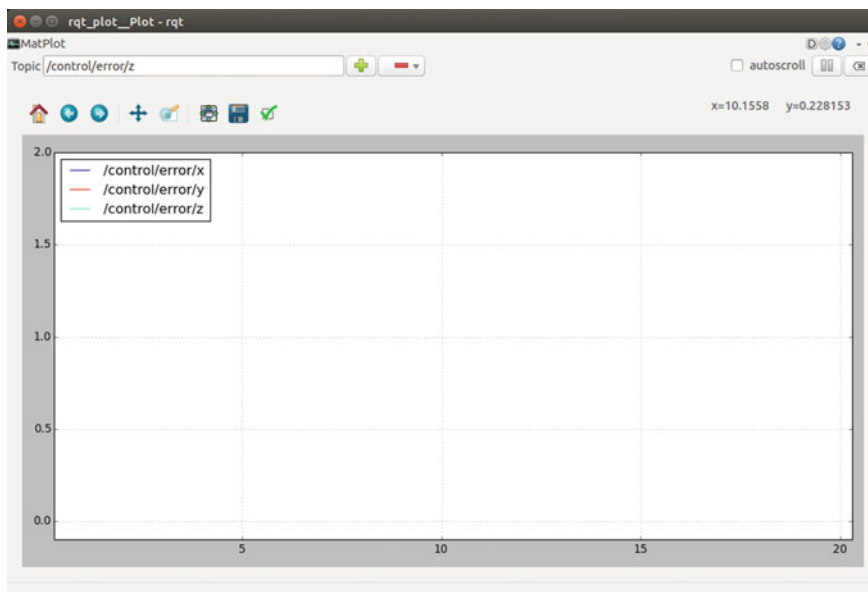 rqt_plot__Plot - rqt
MatPlot
D
?
-
Topic /control/error/z
autoscroll
x=10.1558 y=0.228153
2.0
/control/error/x
/control/error/y
/control/error/z
1.5
1.0
0.5
0.0
5 10 15 20